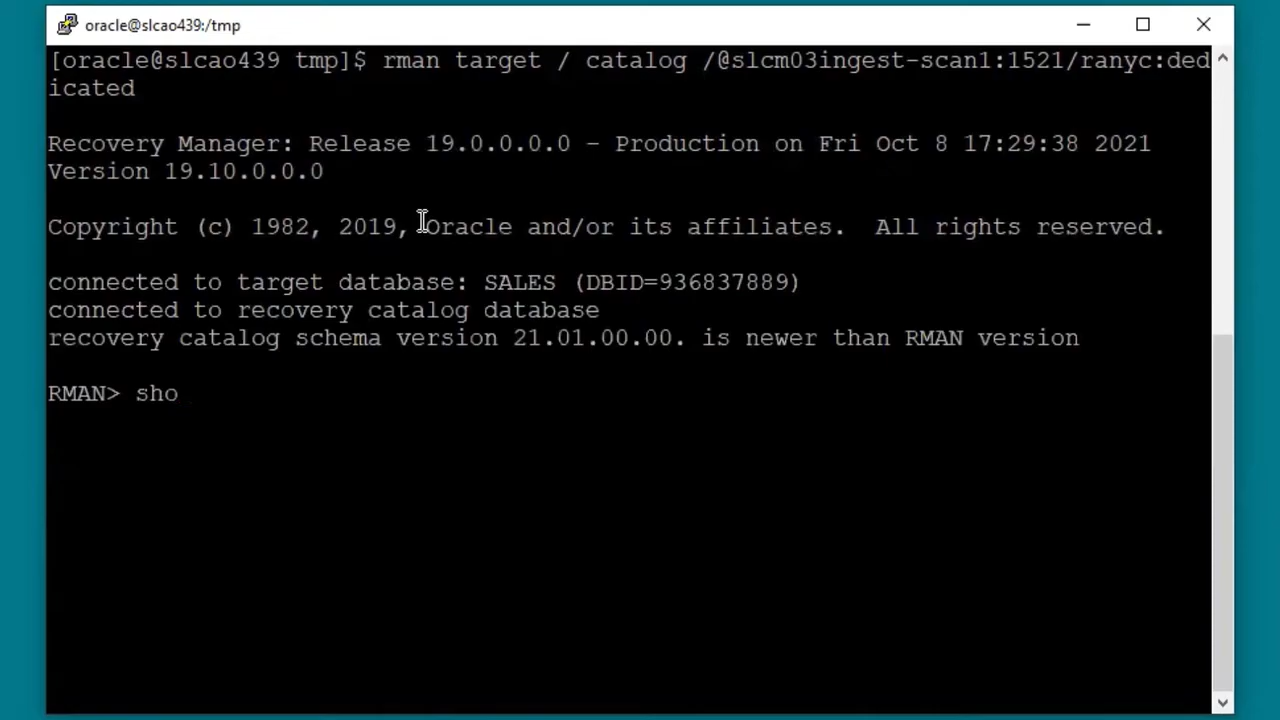 oracle@slcao439:/tmp
[oracle@slcao439 tmp]$ rman target / catalog /@slcm03ingest-scan1:1521/ranyc:ded
icated
Recovery Manager: Release 19.0.0.0.0 - Production on Fri Oct 8 17:29:38 2021
Version 19.10.0.0.0
Copyright (c) 1982, 2019, Oracle and/or its affiliates.  All rights reserved.
connected to target database: SALES (DBID=936837889)
connected to recovery catalog database
recovery catalog schema version 21.01.00.00. is newer than RMAN version
RMAN> sho